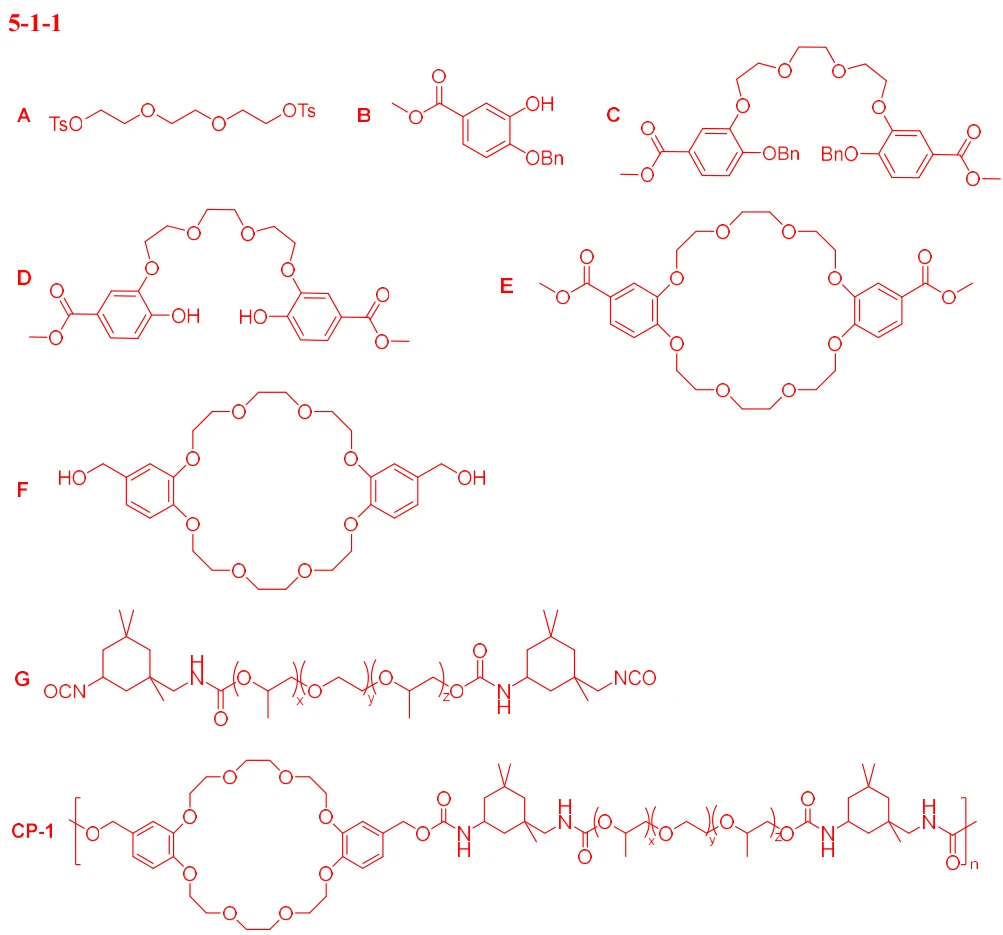 5-1-1
A TsO O O OTs
B O O OH OBn
C O O O O O O OBn BnO O O
D O O O O O O OH HO O O
E O O O O O O O O O O O O
F O O O O HO OH O O O O
G OCN H N O ( O ) x ( O ) y ( O ) z O O N H NCO
CP-1 [ O O O O O O O O O O O N H H N O ( O ) x ( O ) y ( O ) z O O N H H N O ] n